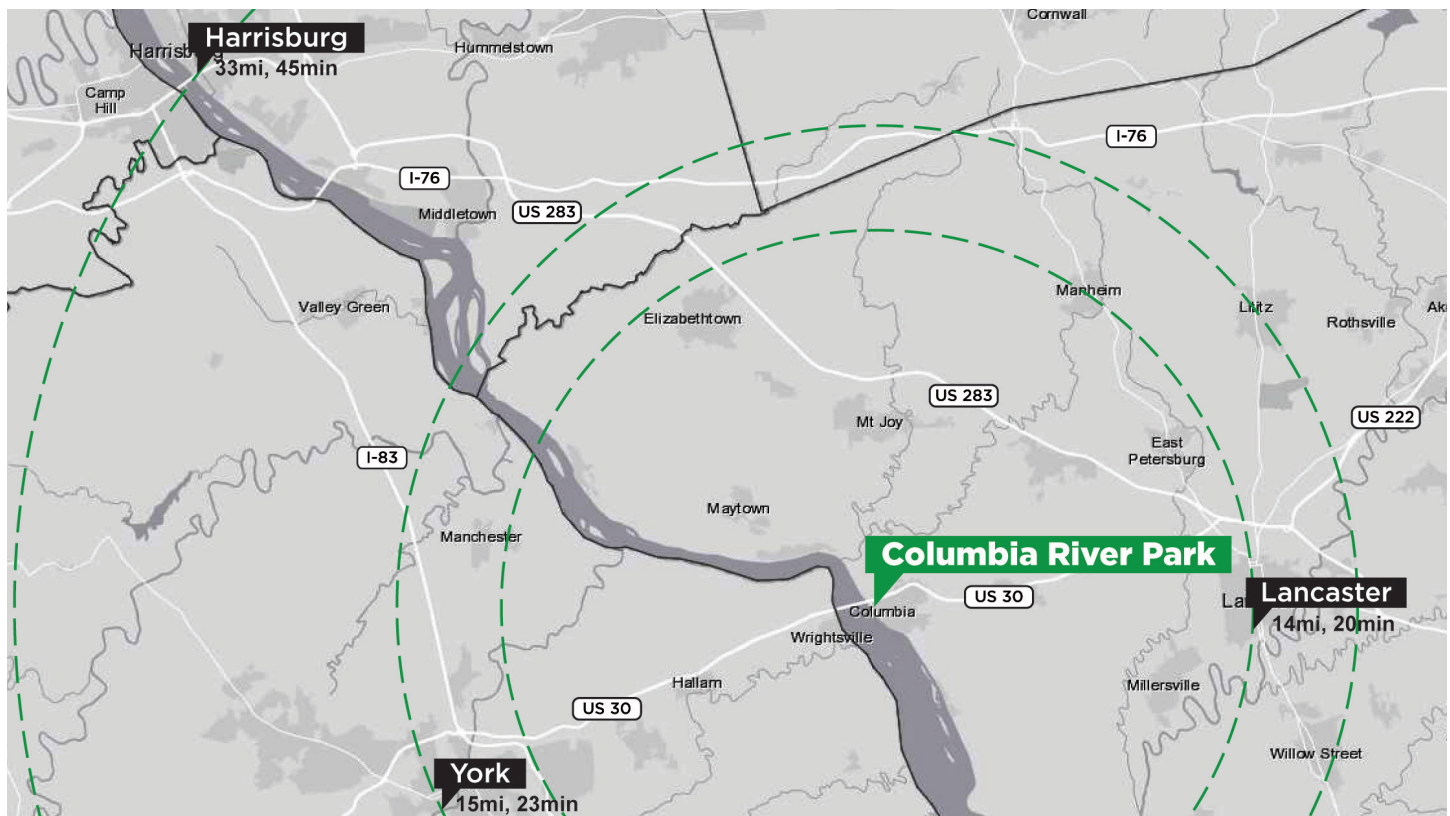 Cornwall
Harrisburg
Harrisb
Hummelstown
33mi, 45min
Camp
Hill
I-76
I-76
Middletown
US 283
Valley Green
Elizabethtown
Manheim
Lititz
Rothsville
US 283
US 222
Mt Joy
I-83
East
Petersburg
Maytown
Manchester
Columbia River Park
US 30
Columbia
Wrightsville
Lancaster
14mi, 20min
Hallam
Millersville
US 30
Willow Street
York
15mi, 23min